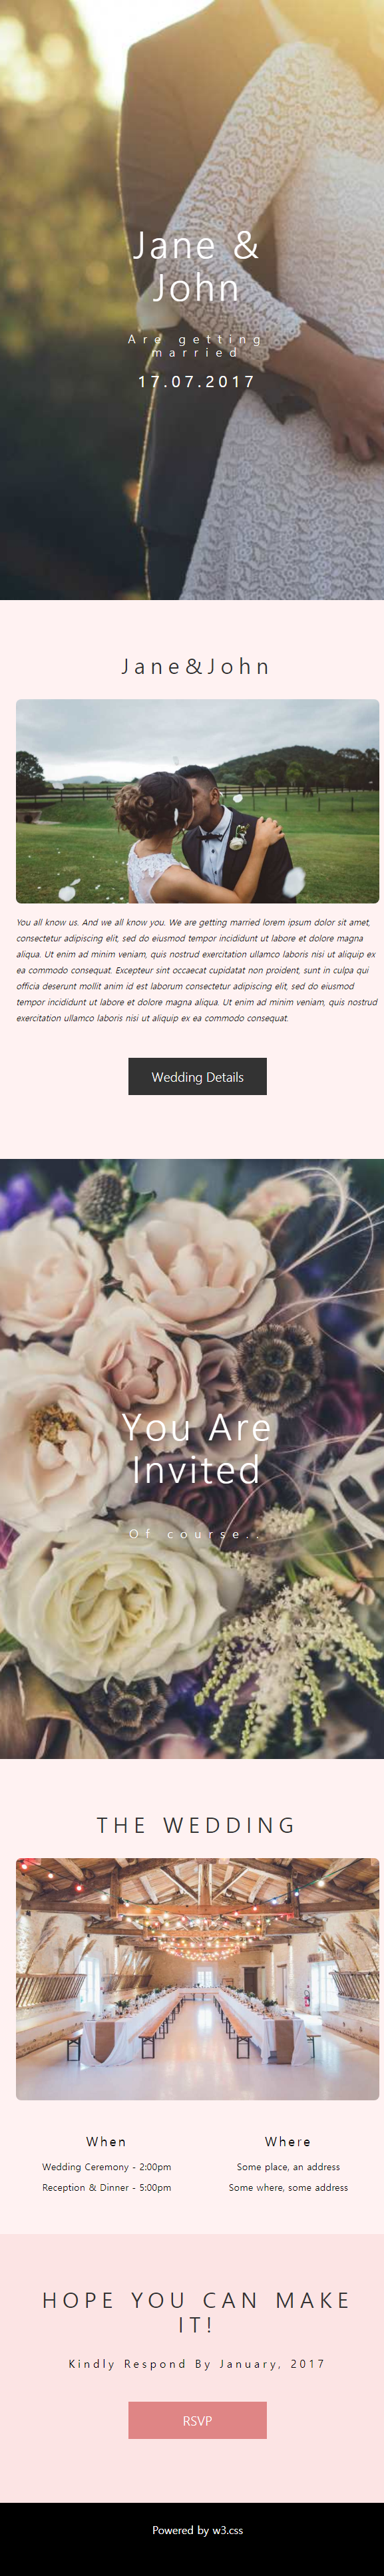 Jane &
John
Are getting
married
17.07.2017
Jane&John
You all know us. And we all know you. We are getting married lorem ipsum dolor sit amet,
consectetur adipiscing elit, sed do eiusmod tempor incididunt ut labore et dolore magna
aliqua. Ut enim ad minim veniam, quis nostrud exercitation ullamco laboris nisi ut aliquip ex
ea commodo consequat. Excepteur sint occaecat cupidatat non proident, sunt in culpa qui
officia deserunt mollit anim id est laborum consectetur adipiscing elit, sed do eiusmod
tempor incididunt ut labore et dolore magna aliqua. Ut enim ad minim veniam, quis nostrud
exercitation ullamco laboris nisi ut aliquip ex ea commodo consequat.
Wedding Details
You Are
Invited
Of course..
THE WEDDING
When
Wedding Ceremony - 2:00pm
Reception & Dinner - 5:00pm
Where
Some place, an address
Some where, some address
HOPE YOU CAN MAKE
IT!
Kindly Respond By January, 2017
RSVP
Powered by w3.css